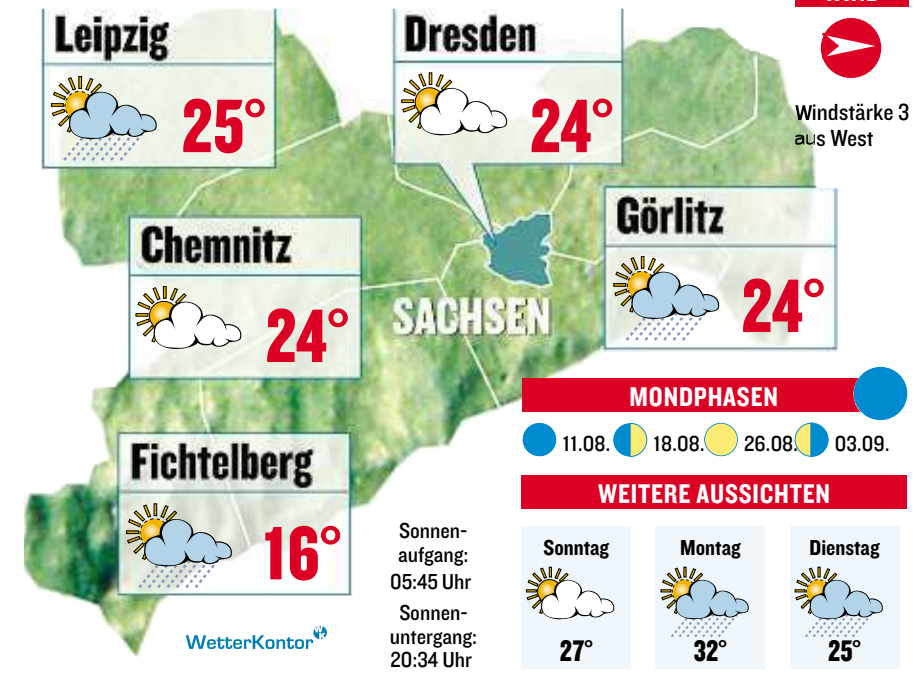 Leipzig
25°
Dresden
24°
Windstärke 3
aus West
Chemnitz
24°
Görlitz
24°
SACHSEN
Fichtelberg
16°
MONDPHASEN
11.08. 18.08. 26.08. 03.09.
WEITERE AUSSICHTEN
Sonntag
27°
Montag
32°
Dienstag
25°
Sonnen-
aufgang:
05:45 Uhr
Sonnen-
untergang:
20:34 Uhr
WetterKontor